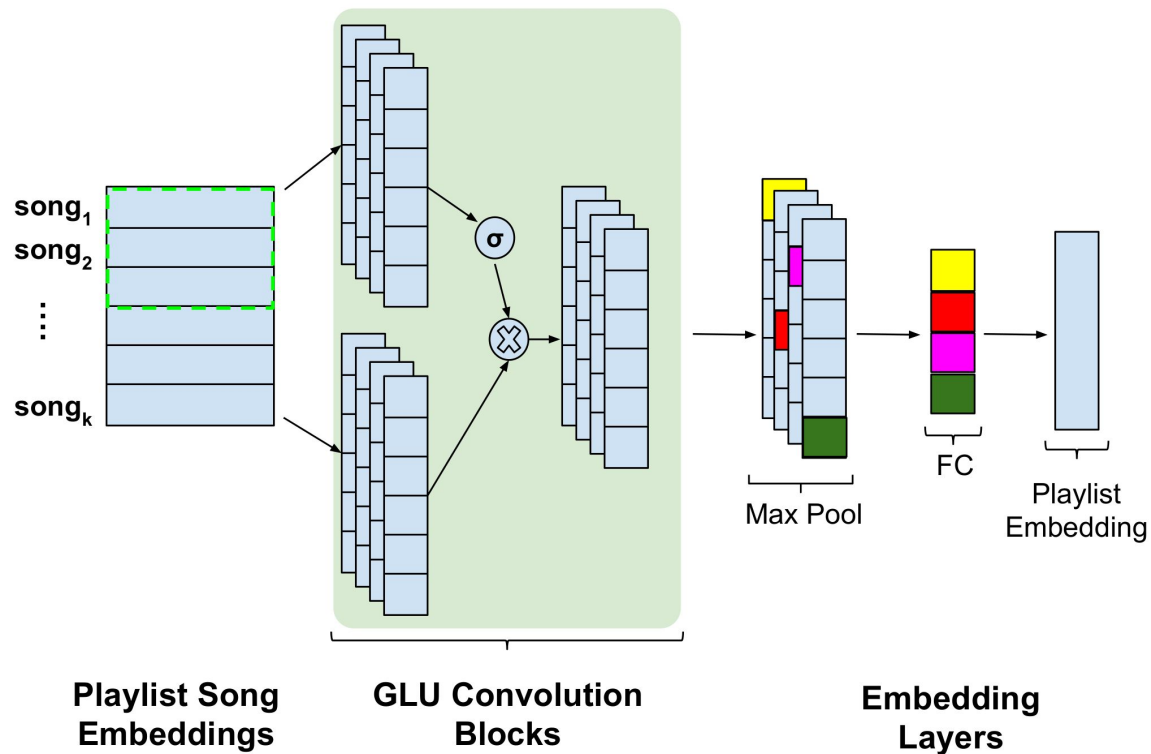 song₁
song₂
....
songₖ
σ
X
Max Pool
FC
Playlist
Embedding
Playlist Song
Embeddings
GLU Convolution
Blocks
Embedding
Layers